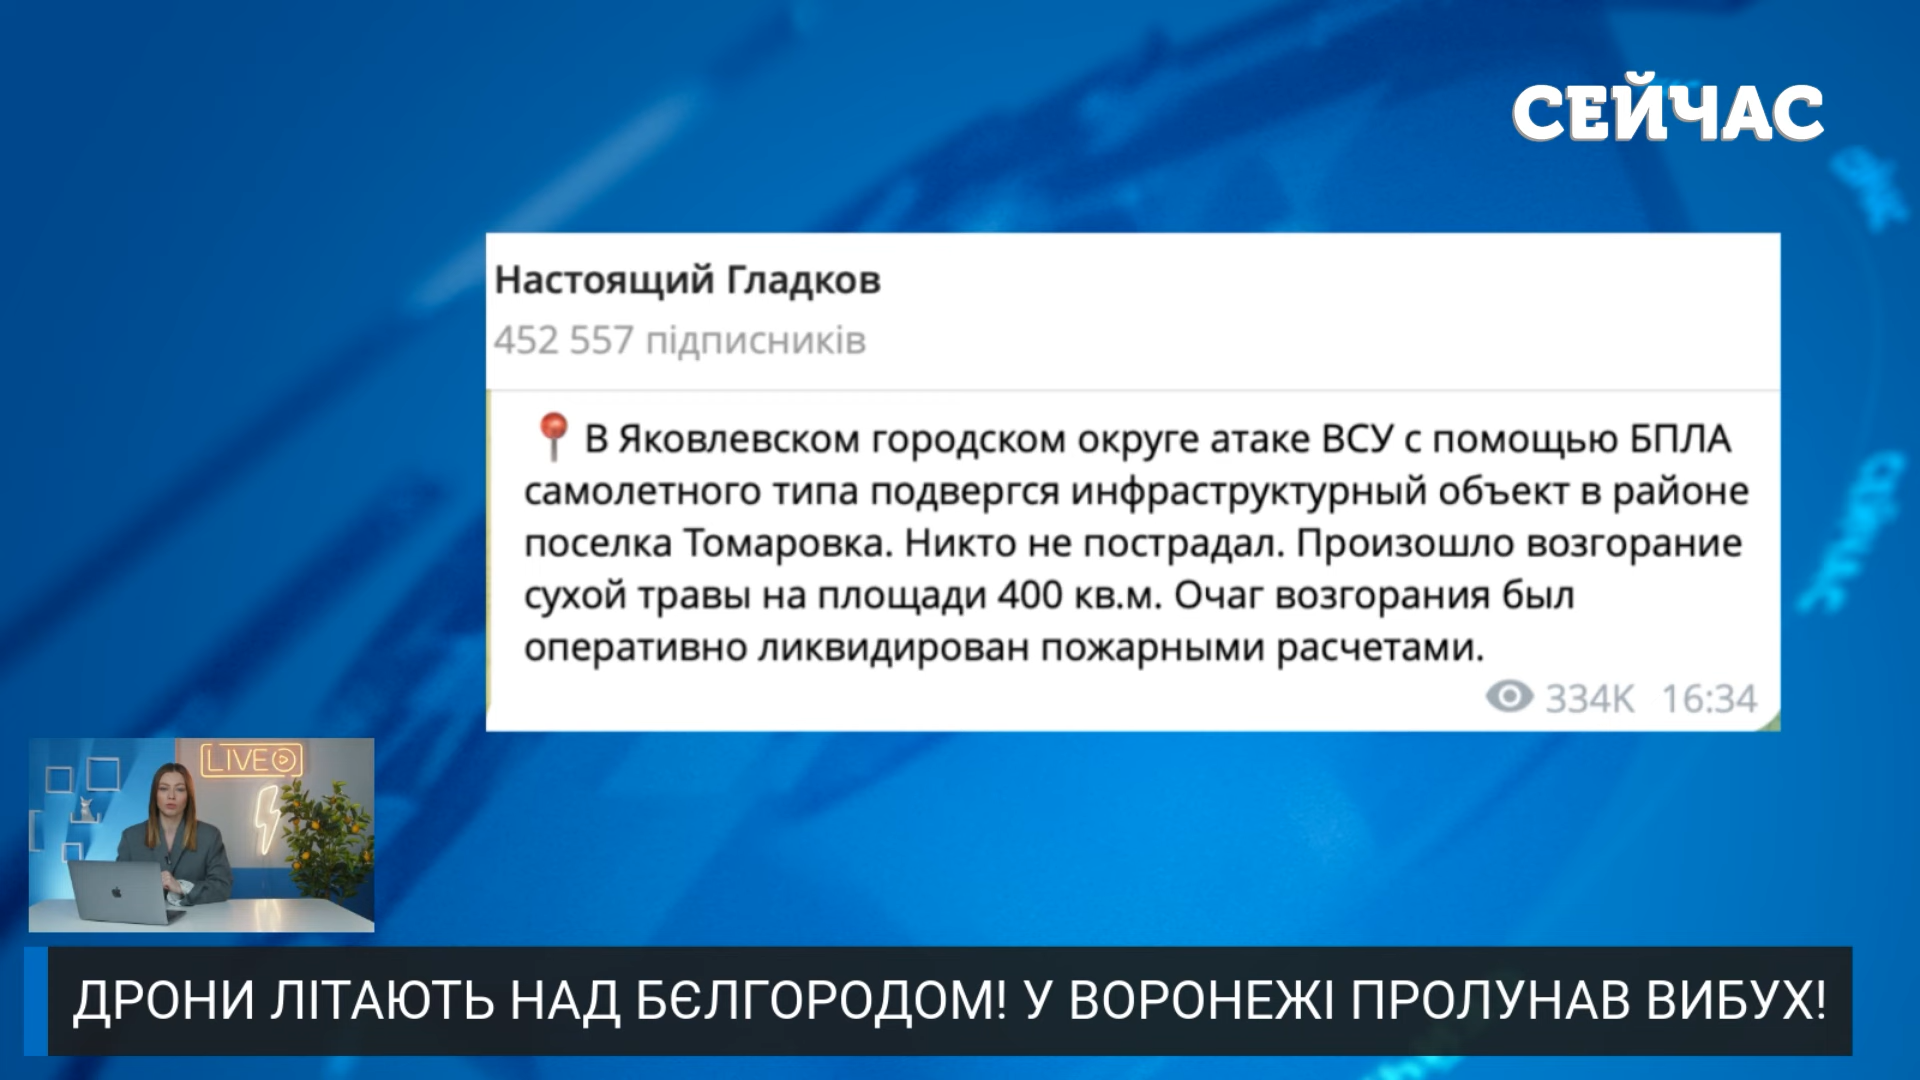 СЕЙЧАС
Настоящий Гладков
452 557 підписників
В Яковлевском городском округе атаке ВСУ с помощью БПЛА
самолетного типа подвергся инфраструктурный объект в районе
поселка Томаровка. Никто не пострадал. Произошло возгорание
сухой травы на площади 400 кв.м. Очаг возгорания был
оперативно ликвидирован пожарными расчетами.
334K 16:34
LIVE
ДРОНИ ЛІТАЮТЬ НАД БЄЛГОРОДОМ! У ВОРОНЕЖІ ПРОЛУНАВ ВИБУХ!